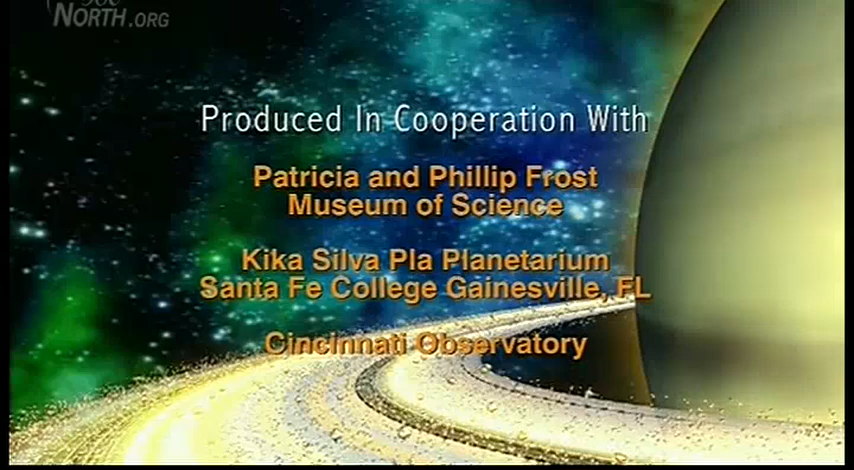 NORTH.ORG
Produced In Cooperation With
Patricia and Phillip Frost
Museum of Science
Kika Silva Pla Planetarium
Santa Fe College Gainesville, FL
Cincinnati Observatory